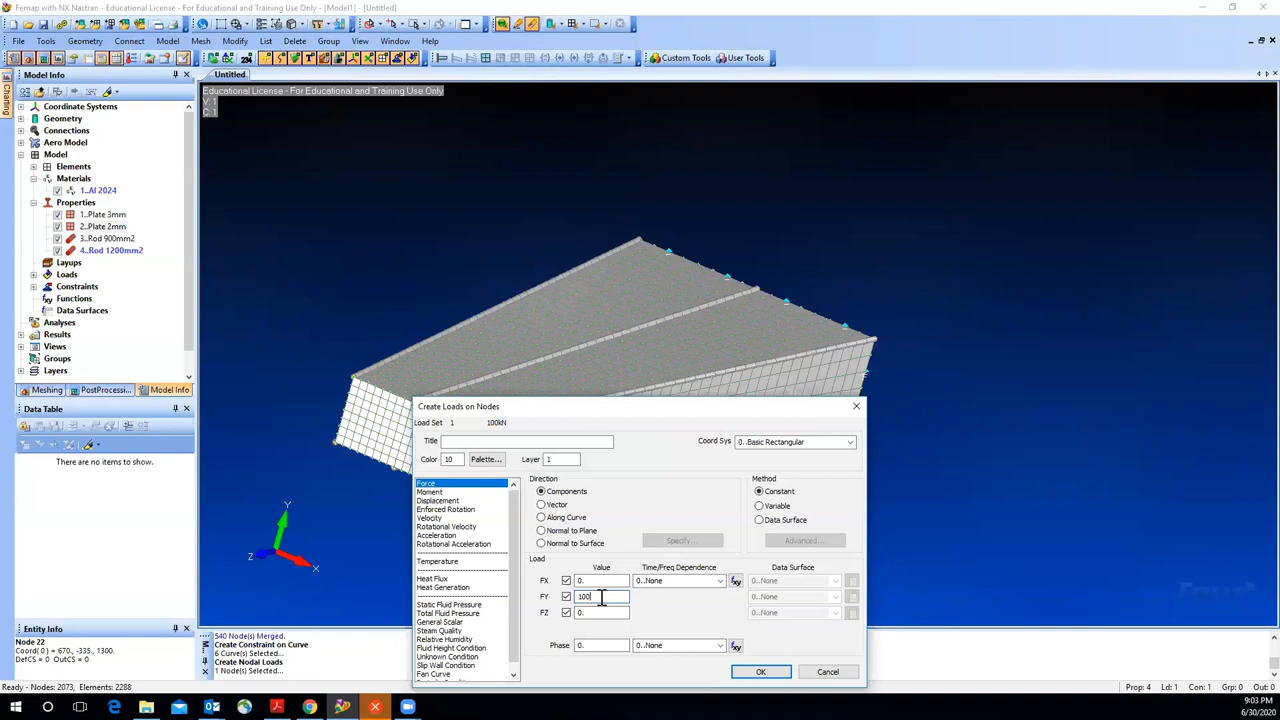 Femap with NX Nastran - Educational License - For Educational and Training Use Only - [Model1] - [Untitled]
File Tools Geometry Connect Model Mesh Modify List Delete Group View Window Help
Custom Tools User Tools
Charting
Model Info
Untitled
Educational License - For Educational and Training Use Only
V: 1
C: 1
Coordinate Systems
Geometry
Connections
Aero Model
Model
Elements
Materials
1..Al 2024
Properties
1..Plate 3mm
2..Plate 2mm
3..Rod 900mm2
4..Rod 1200mm2
Layups
Loads
Constraints
Functions
Data Surfaces
Analyses
Results
Views
Groups
Layers
Meshing PostProcessi... Model Info
Data Table
There are no items to show.
Create Loads on Nodes
Load Set 1 100kN
Title Coord Sys 0..Basic Rectangular
Color 10 Palette... Layer 1
Force
Moment
Displacement
Enforced Rotation
Velocity
Rotational Velocity
Acceleration
Rotational Acceleration
Temperature
Heat Flux
Heat Generation
Static Fluid Pressure
Total Fluid Pressure
General Scalar
Steam Quality
Relative Humidity
Fluid Height Condition
Unknown Condition
Slip Wall Condition
Fan Curve
Direction
Components
Vector
Along Curve
Normal to Plane
Normal to Surface
Specify...
Method
Constant
Variable
Data Surface
Advanced...
Load
Value Time/Freq Dependence Data Surface
FX 0. 0..None 0..None
FY 100 0..None
FZ 0. 0..None
Phase 0. 0..None
OK Cancel
Y
Z
X
Entity Info
Node 22
Coord( 0 ) = 670., -335., 1300.
DefCS = 0 OutCS = 0
540 Node(s) Merged.
Create Constraint on Curve
6 Curve(s) Selected...
Create Nodal Loads
1 Node(s) Selected...
Ready - Nodes: 2073, Elements: 2288
Prop: 4 Ld: 1 Con: 1 Grp: 0 Out: 0
9:03 PM
6/30/2020